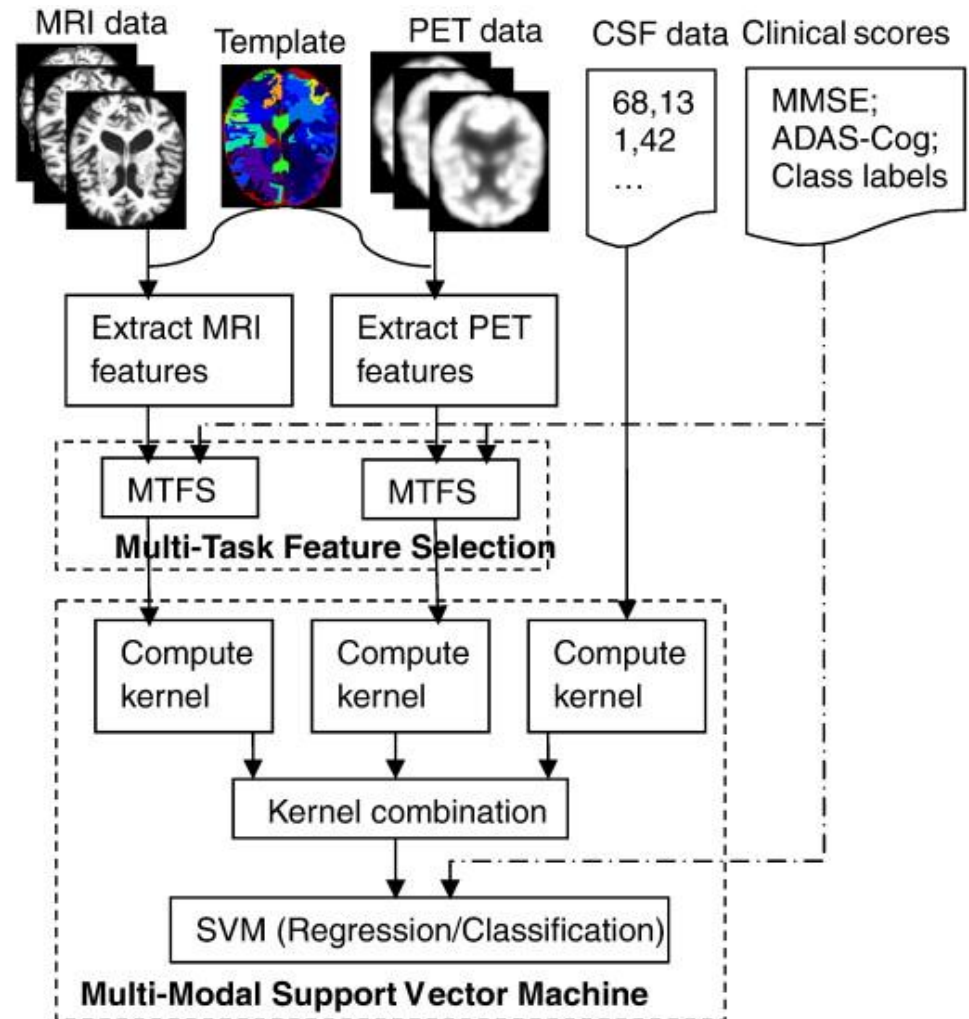 MRI data
Template
PET data
CSF data
Clinical scores
68,13
1,42
...
MMSE;
ADAS-Cog;
Class labels
Extract MRI
features
Extract PET
features
MTFS
MTFS
Multi-Task Feature Selection
Compute
kernel
Compute
kernel
Compute
kernel
Kernel combination
SVM (Regression/Classification)
Multi-Modal Support Vector Machine